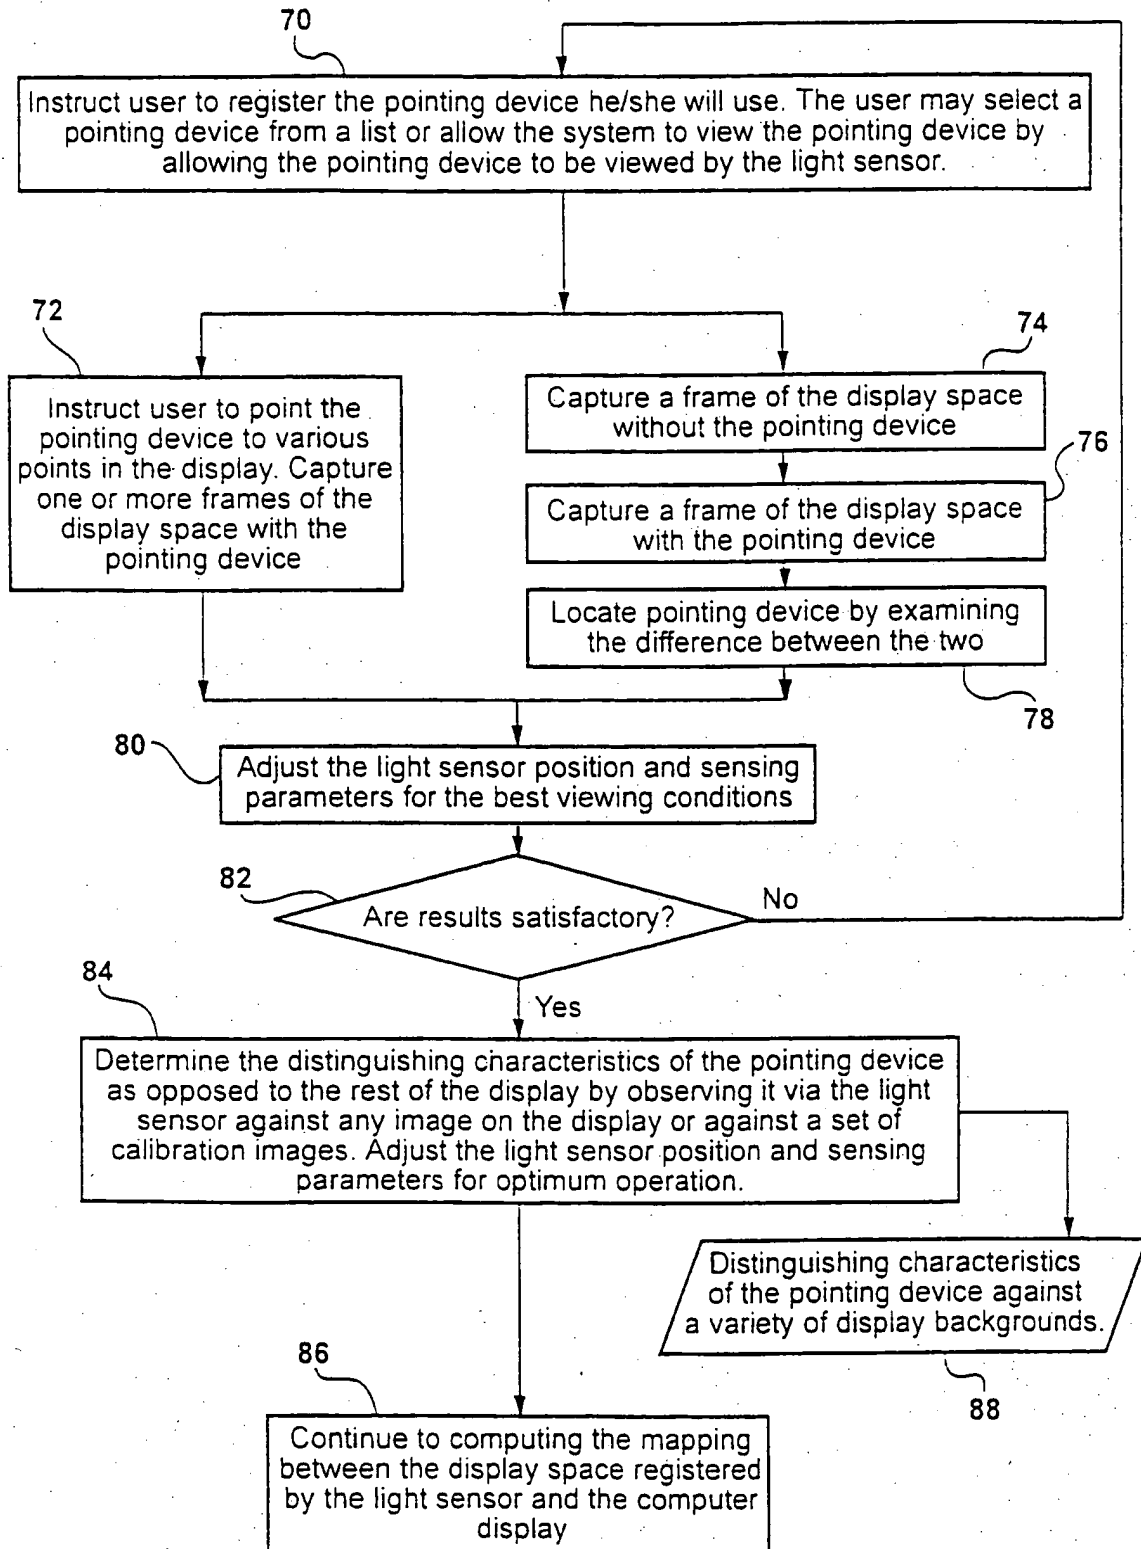 70
Instruct user to register the pointing device he/she will use. The user may select a
pointing device from a list or allow the system to view the pointing device by
allowing the pointing device to be viewed by the light sensor.
72
Instruct user to point the
pointing device to various
points in the display. Capture
one or more frames of the
display space with the
pointing device
74
Capture a frame of the display space
without the pointing device
76
Capture a frame of the display space
with the pointing device
Locate pointing device by examining
the difference between the two
78
80
Adjust the light sensor position and sensing
parameters for the best viewing conditions
82
Are results satisfactory?
No
Yes
84
Determine the distinguishing characteristics of the pointing device
as opposed to the rest of the display by observing it via the light
sensor against any image on the display or against a set of
calibration images. Adjust the light sensor position and sensing
parameters for optimum operation.
Distinguishing characteristics
of the pointing device against
a variety of display backgrounds.
88
86
Continue to computing the mapping
between the display space registered
by the light sensor and the computer
display